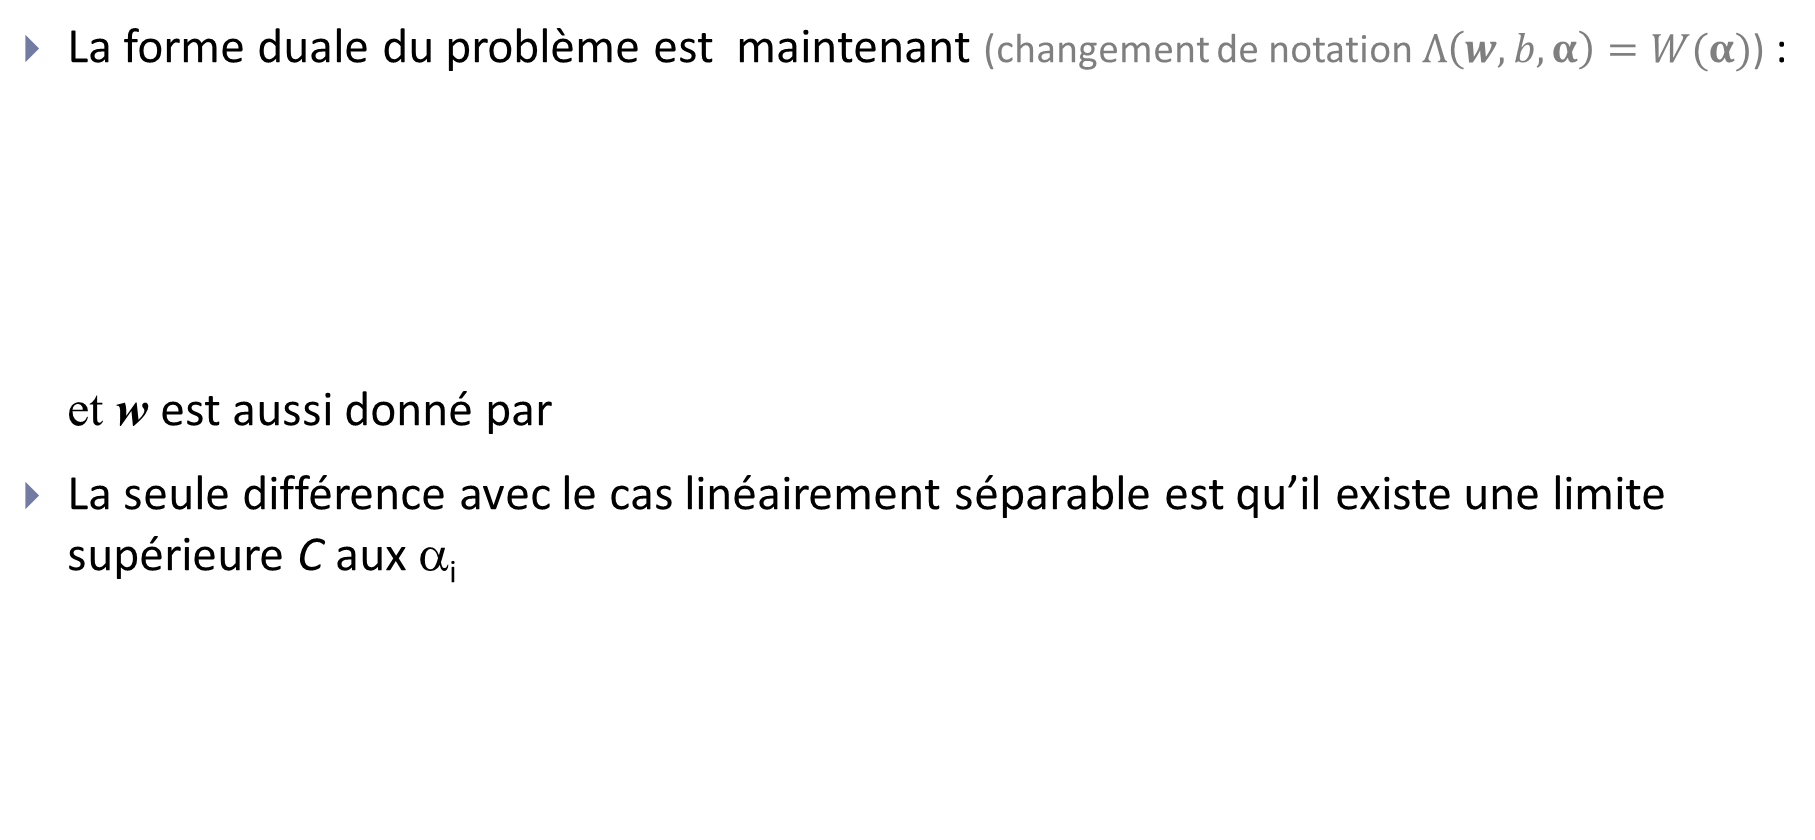 La forme duale du problème est maintenant (changement de notation Λ(w, b, α) = W(α)) :
et w est aussi donné par
La seule différence avec le cas linéairement séparable est qu’il existe une limite
supérieure C aux αi